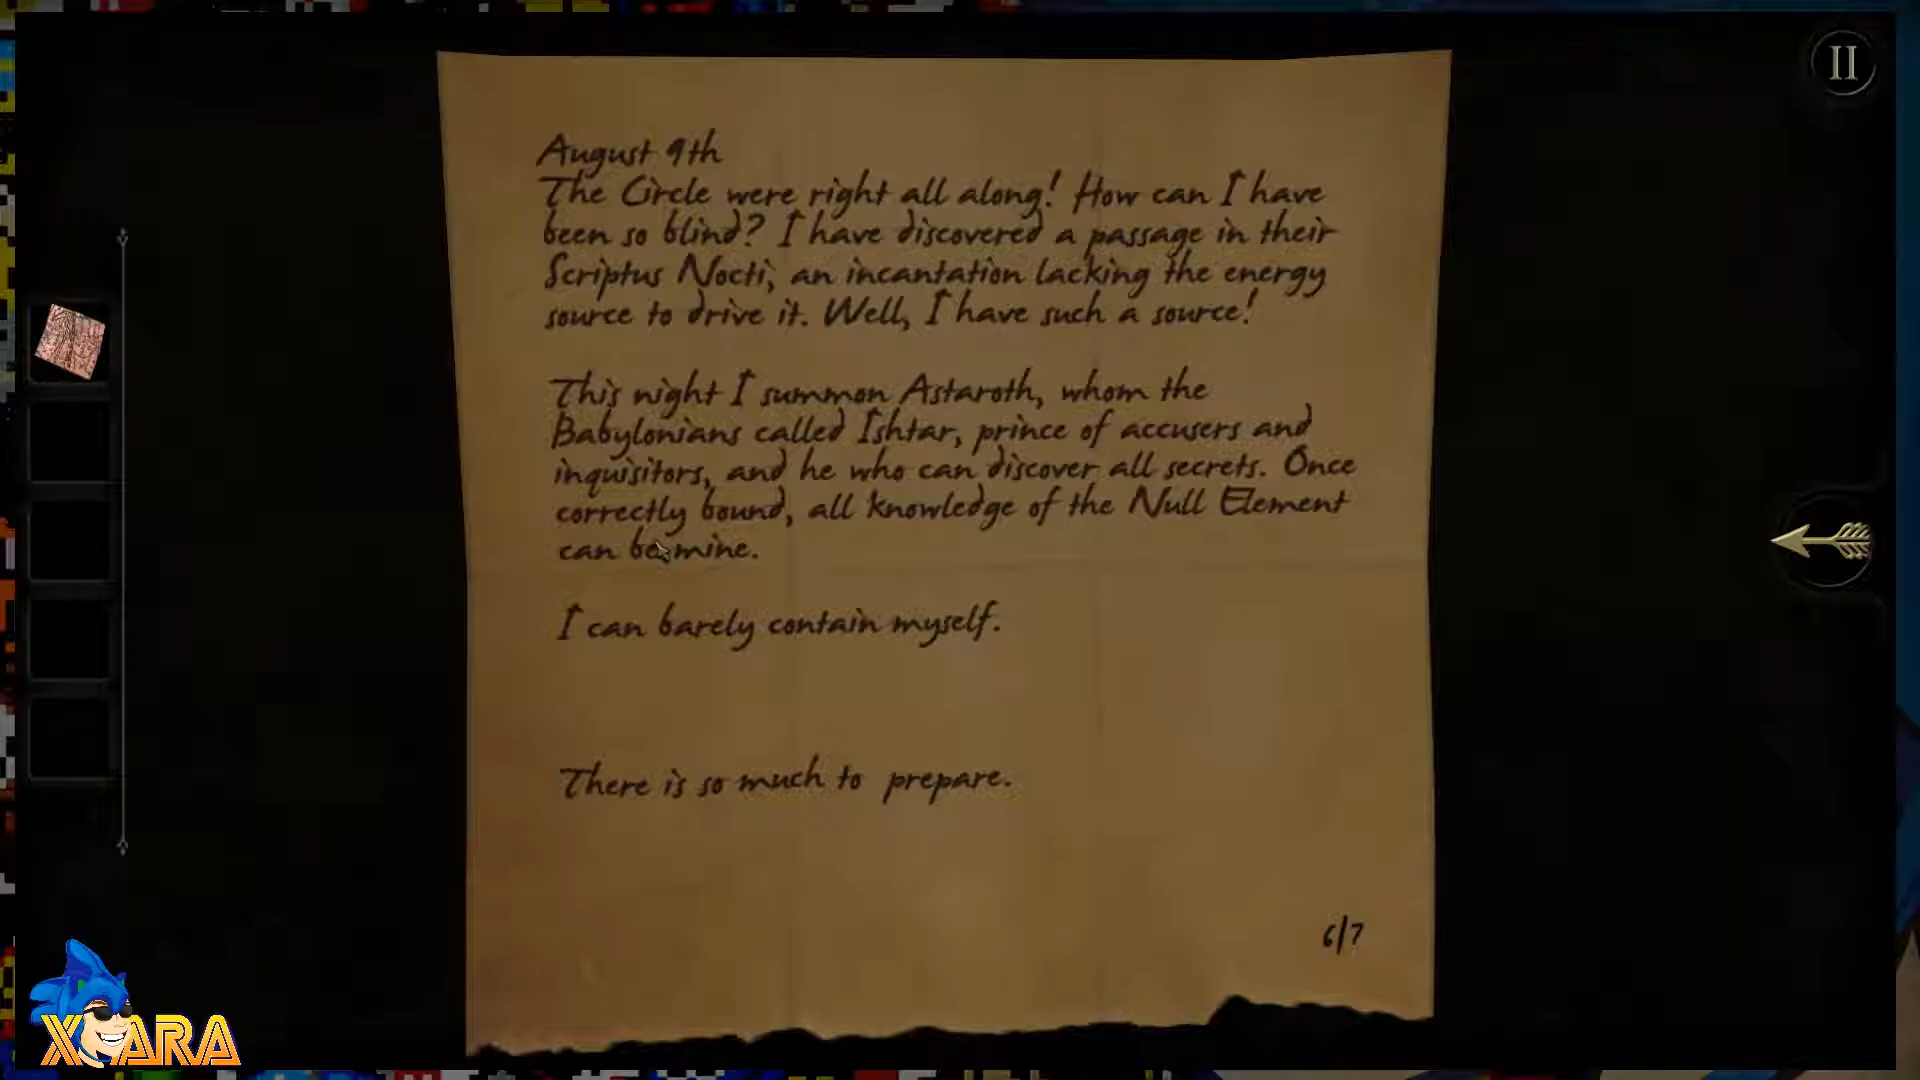 August 9th
The Circle were right all along! How can I have
been so blind? I have discovered a passage in their
Scriptus Nocti, an incantation lacking the energy
source to drive it. Well, I have such a source!
This night I summon Astaroth, whom the
Babylonians called Ishtar, prince of accusers and
inquisitors, and he who can discover all secrets. Once
correctly bound, all knowledge of the Null Element
can be mine.
I can barely contain myself.
There is so much to prepare.
6/7
II
XARA